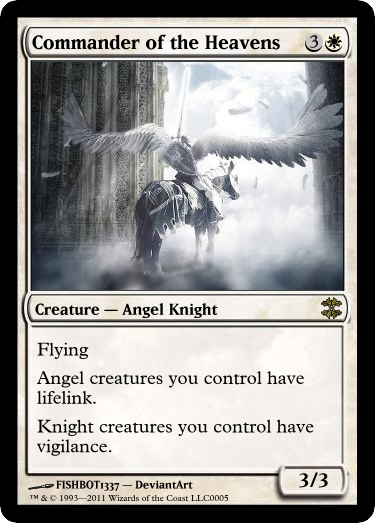 Commander of the Heavens 3
Creature — Angel Knight
Flying
Angel creatures you control have
lifelink.
Knight creatures you control have
vigilance.
FISHBOT1337 — DeviantArt
3/3
™ & © 1993—2011 Wizards of the Coast LLC0005